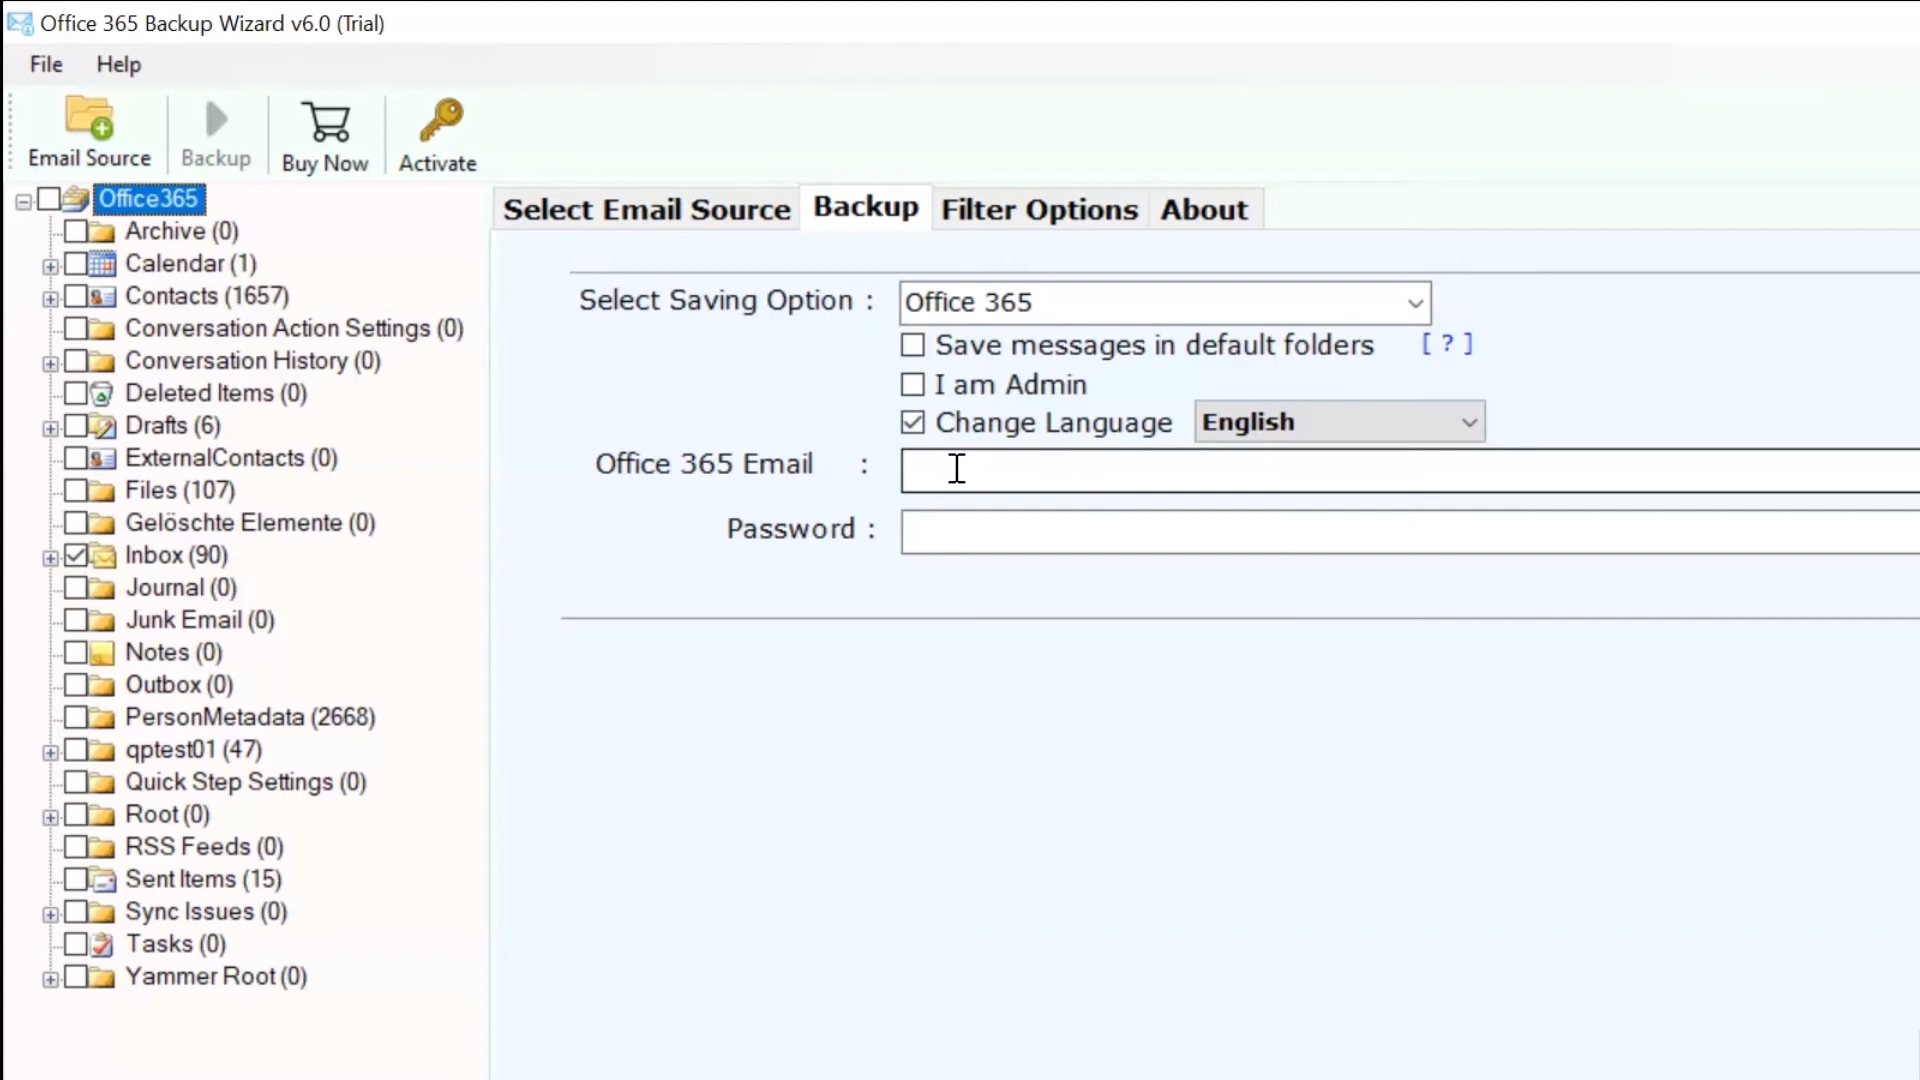 Office 365 Backup Wizard v6.0 (Trial)
File Help
Email Source Backup Buy Now Activate
Office365
Archive (0)
Calendar (1)
Contacts (1657)
Conversation Action Settings (0)
Conversation History (0)
Deleted Items (0)
Drafts (6)
ExternalContacts (0)
Files (107)
Gelöschte Elemente (0)
Inbox (90)
Journal (0)
Junk Email (0)
Notes (0)
Outbox (0)
PersonMetadata (2668)
qptest01 (47)
Quick Step Settings (0)
Root (0)
RSS Feeds (0)
Sent Items (15)
Sync Issues (0)
Tasks (0)
Yammer Root (0)
Select Email Source Backup Filter Options About
Select Saving Option : Office 365
Save messages in default folders [ ? ]
I am Admin
Change Language English
Office 365 Email :
Password :